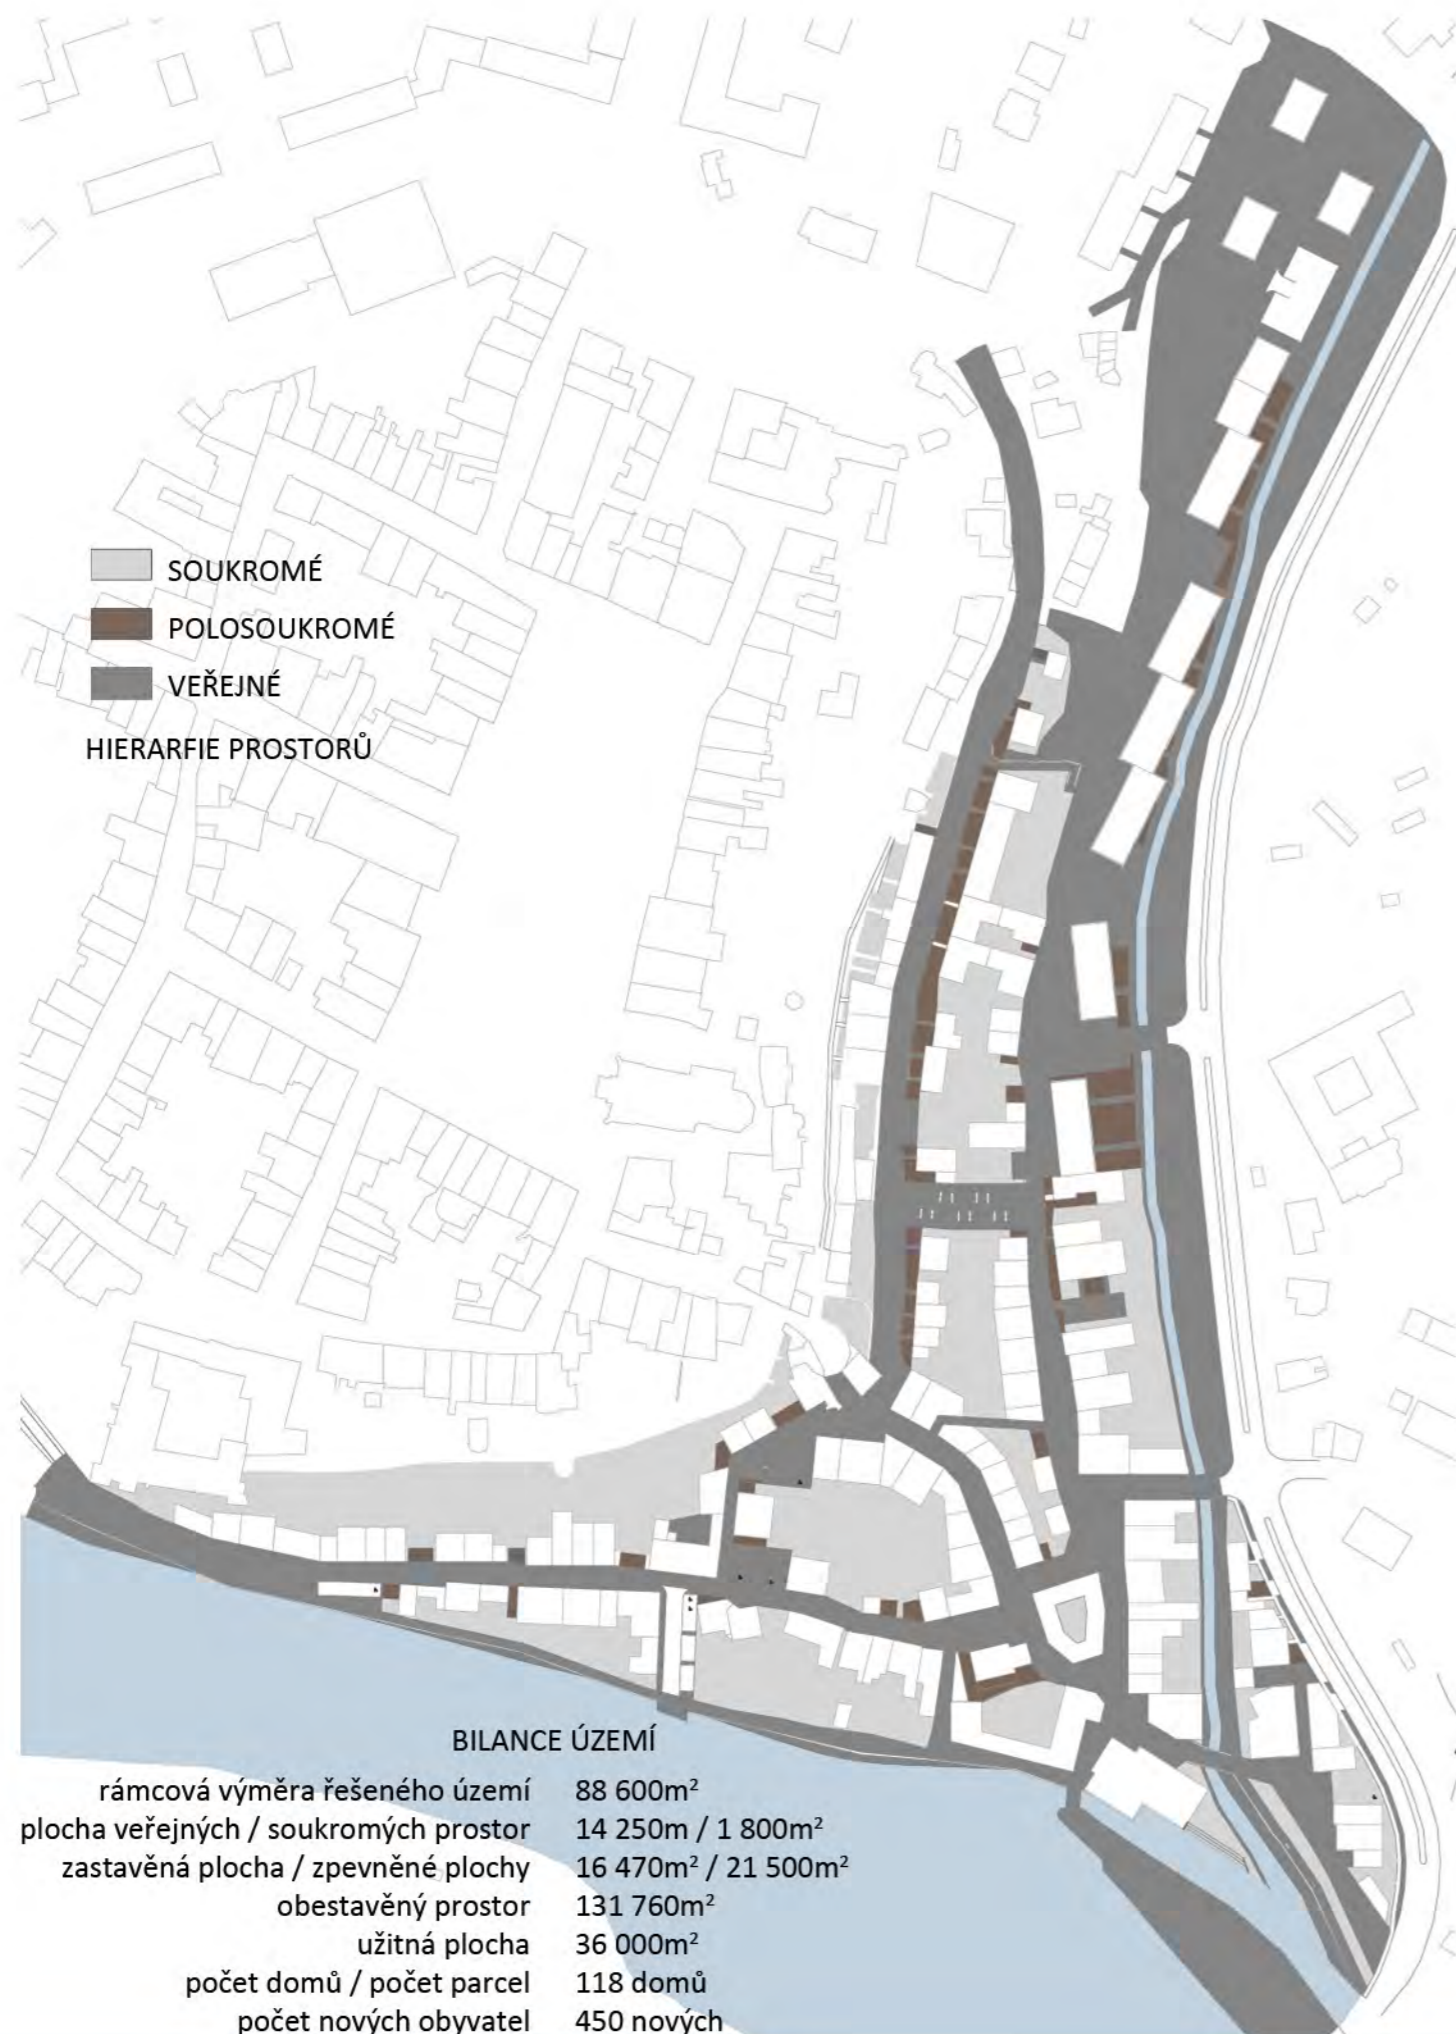 SOUKROMÉ
POLOSOUKROMÉ
VEŘEJNÉ
HIERARFIE PROSTORŮ
BILANCE ÚZEMÍ
rámcová výměra řešeného území 88 600m²
plocha veřejných / soukromých prostor 14 250m / 1 800m²
zastavěná plocha / zpevněné plochy 16 470m² / 21 500m²
obestavěný prostor 131 760m²
užitná plocha 36 000m²
počet domů / počet parcel 118 domů
počet nových obyvatel 450 nových